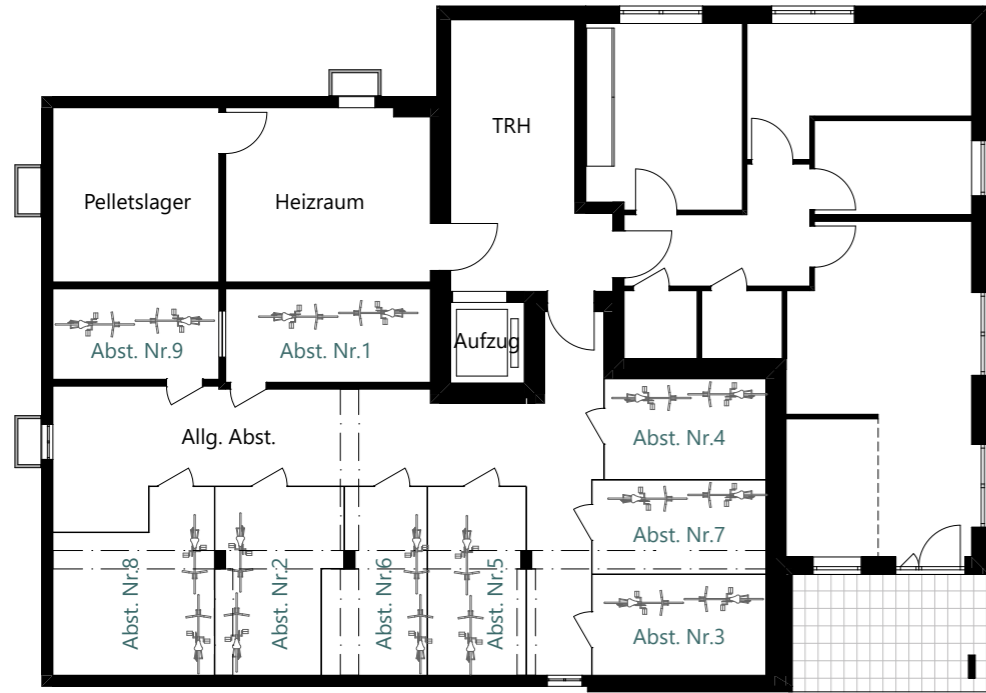 TRH
Pelletslager
Heizraum
Aufzug
Abst. Nr.9
Abst. Nr.1
Allg. Abst.
Abst. Nr.4
Abst. Nr.7
Abst. Nr.3
Abst. Nr.8
Abst. Nr.2
Abst. Nr.6
Abst. Nr.5